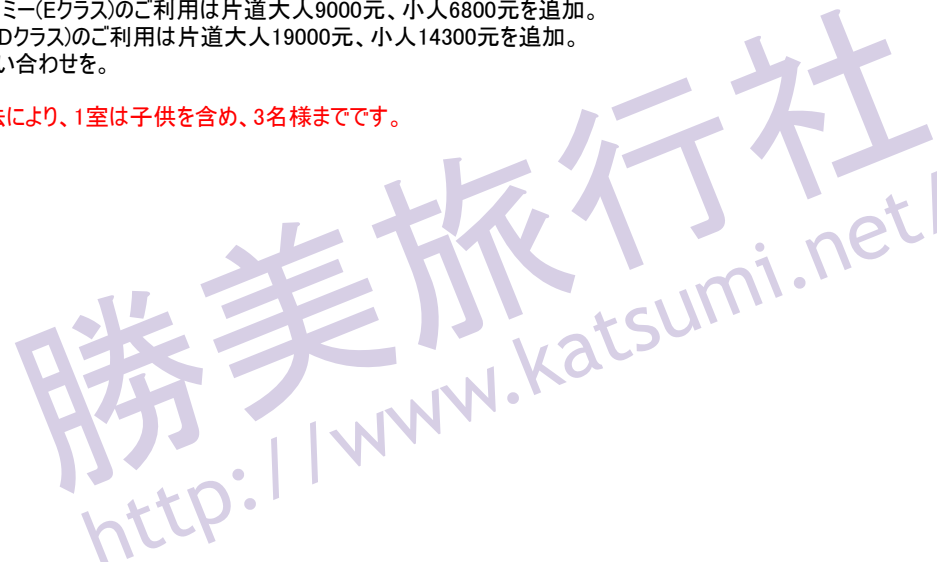 ミー(Eクラス)のご利用は片道大人9000元、小人6800元を追加。
Dクラス)のご利用は片道大人19000元、小人14300元を追加。
い合わせを。
により、1室は子供を含め、3名様までです。
勝美旅行社
http://www.katsumi.net/